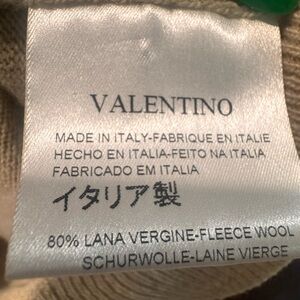 VALENTINO
MADE IN ITALY-FABRIQUE EN ITALIE
HECHO EN ITALIA-FEITO NA ITALIA
FABRICADO EM ITALIA
イタリア製
80% LANA VERGINE-FLEECE WOOL
SCHURWOLLE-LAINE VIERGE